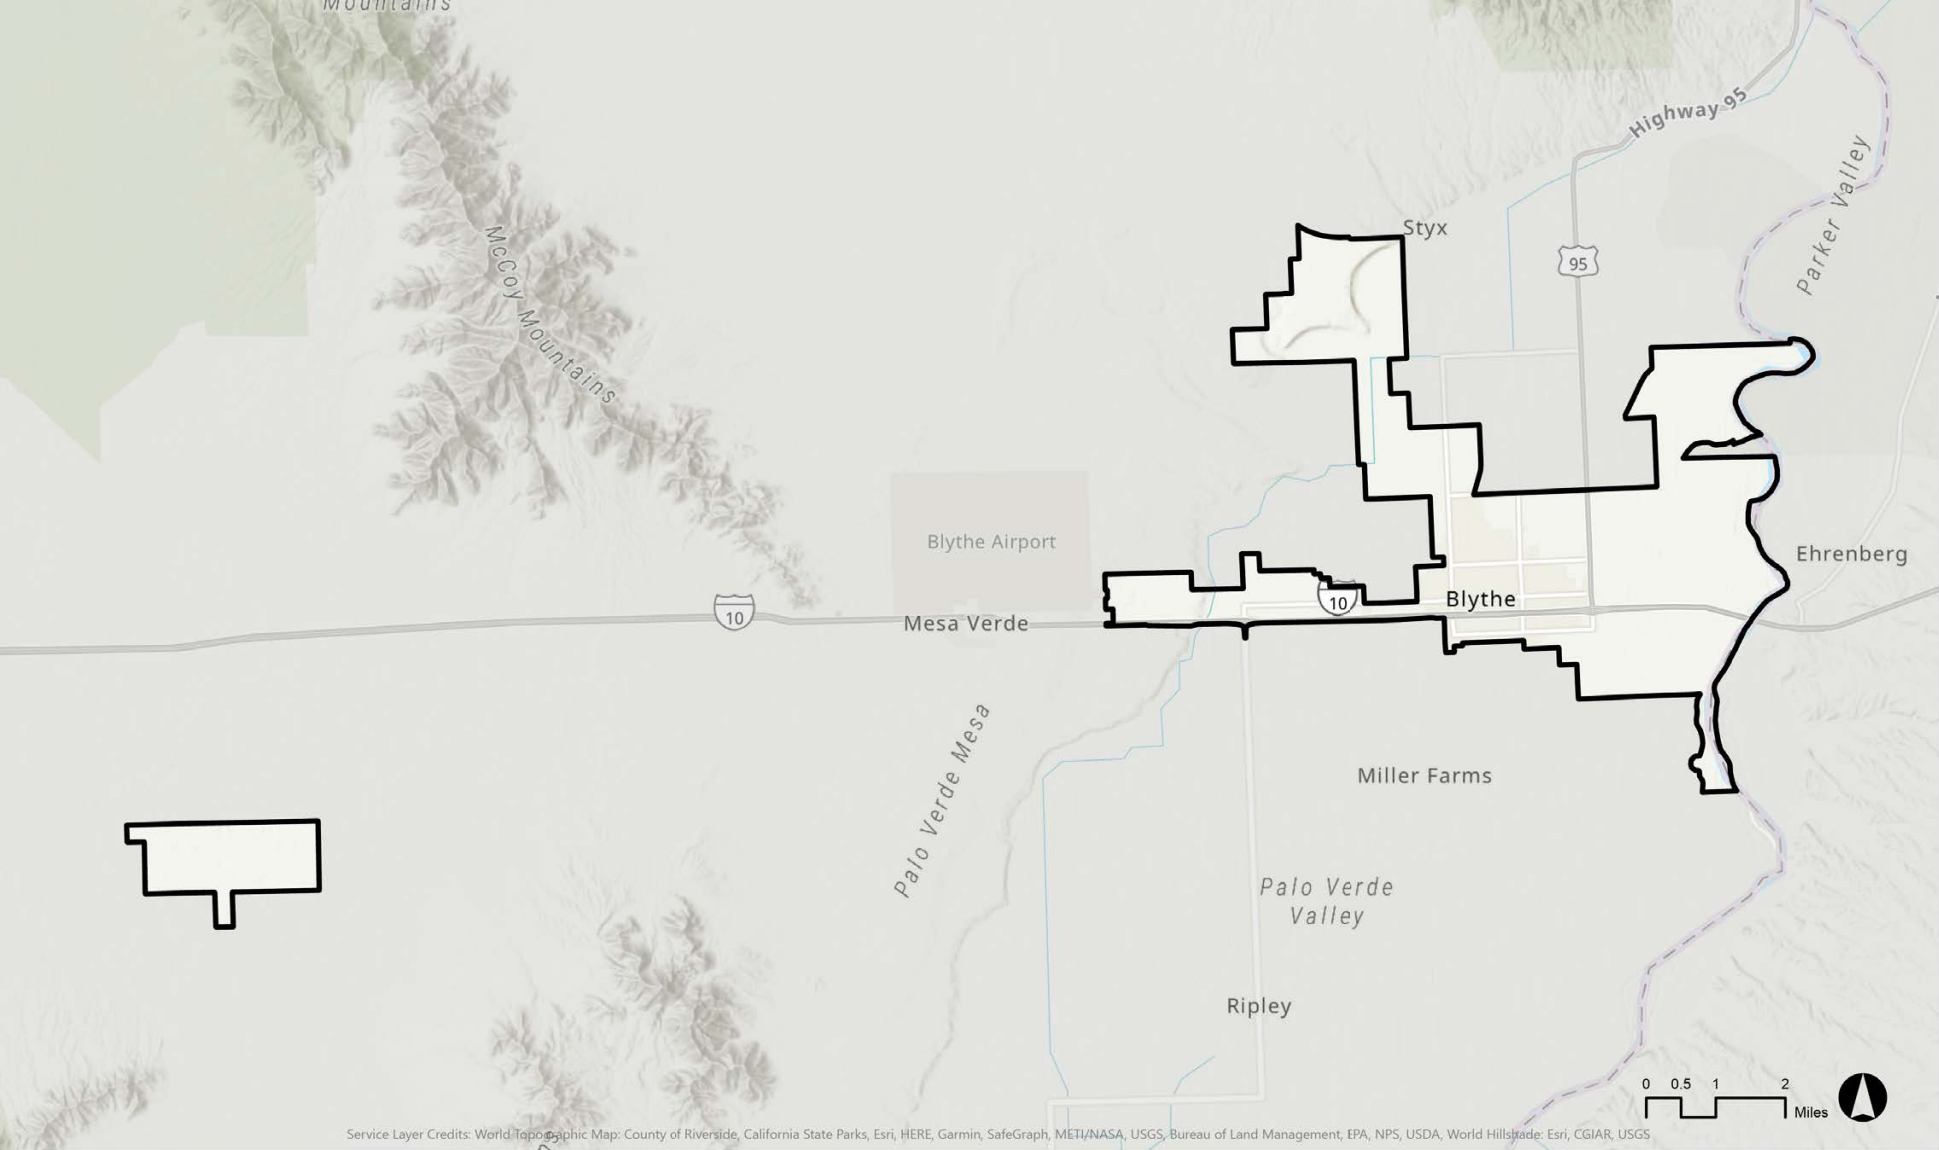 Mountains
Highway 95
Parker Valley
Styx
McCoy Mountains
95
Blythe Airport
Ehrenberg
10
10
Blythe
Mesa Verde
Palo Verde Mesa
Miller Farms
Palo Verde
Valley
Ripley
0 0.5 1 2
Miles
Service Layer Credits: World Topographic Map: County of Riverside, California State Parks, Esri, HERE, Garmin, SafeGraph, METI/NASA, USGS, Bureau of Land Management, EPA, NPS, USDA, World Hillshade: Esri, CGIAR, USGS